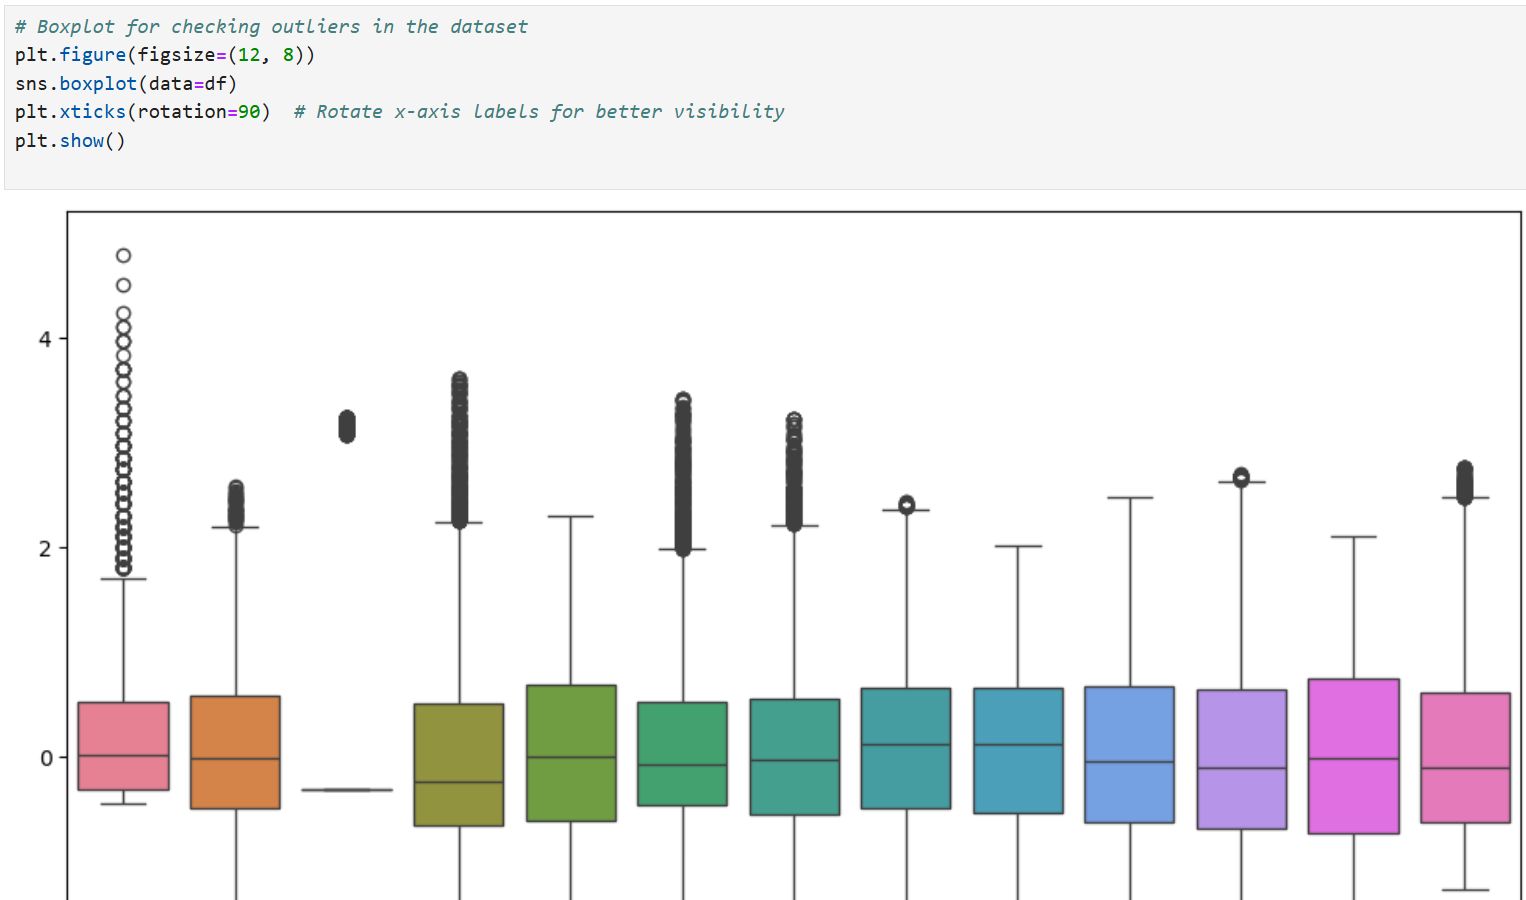 # Boxplot for checking outliers in the dataset
plt.figure(figsize=(12, 8))
sns.boxplot(data=df)
plt.xticks(rotation=90)  # Rotate x-axis labels for better visibility
plt.show()
4
2
0